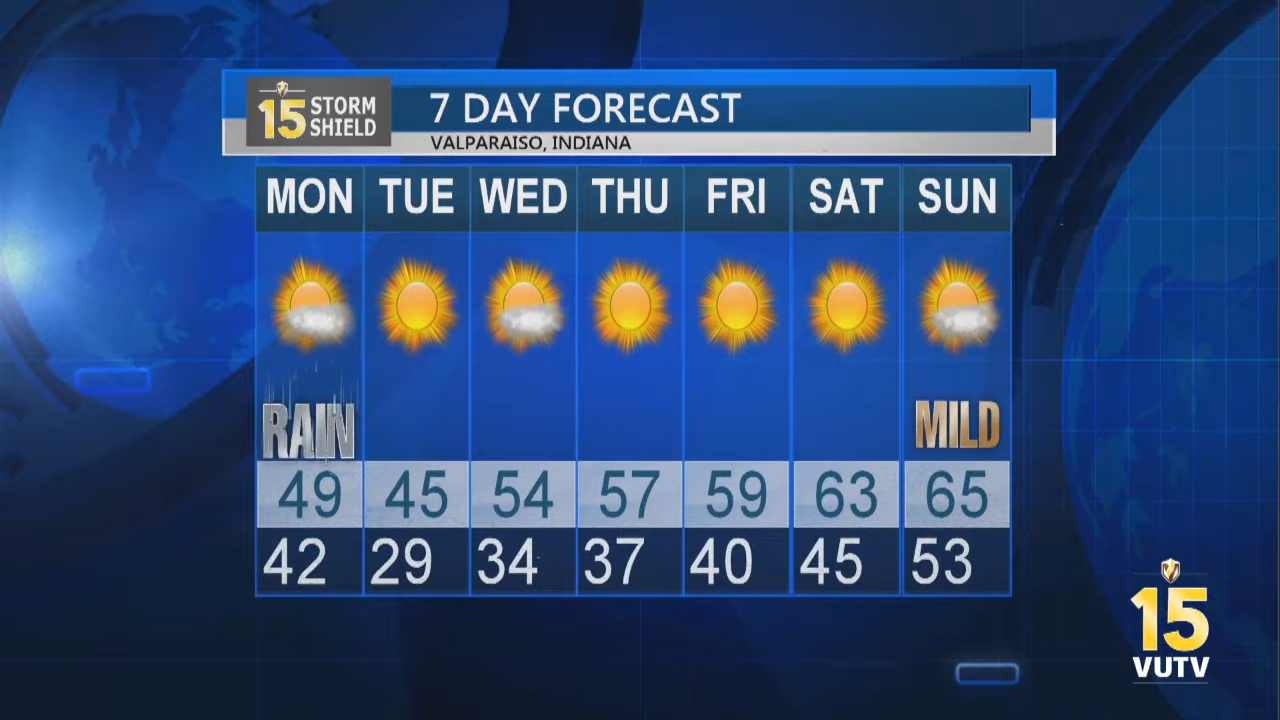 15 STORM SHIELD
7 DAY FORECAST
VALPARAISO, INDIANA
MON TUE WED THU FRI SAT SUN
RAIN MILD
49 45 54 57 59 63 65
42 29 34 37 40 45 53
15
VUTV